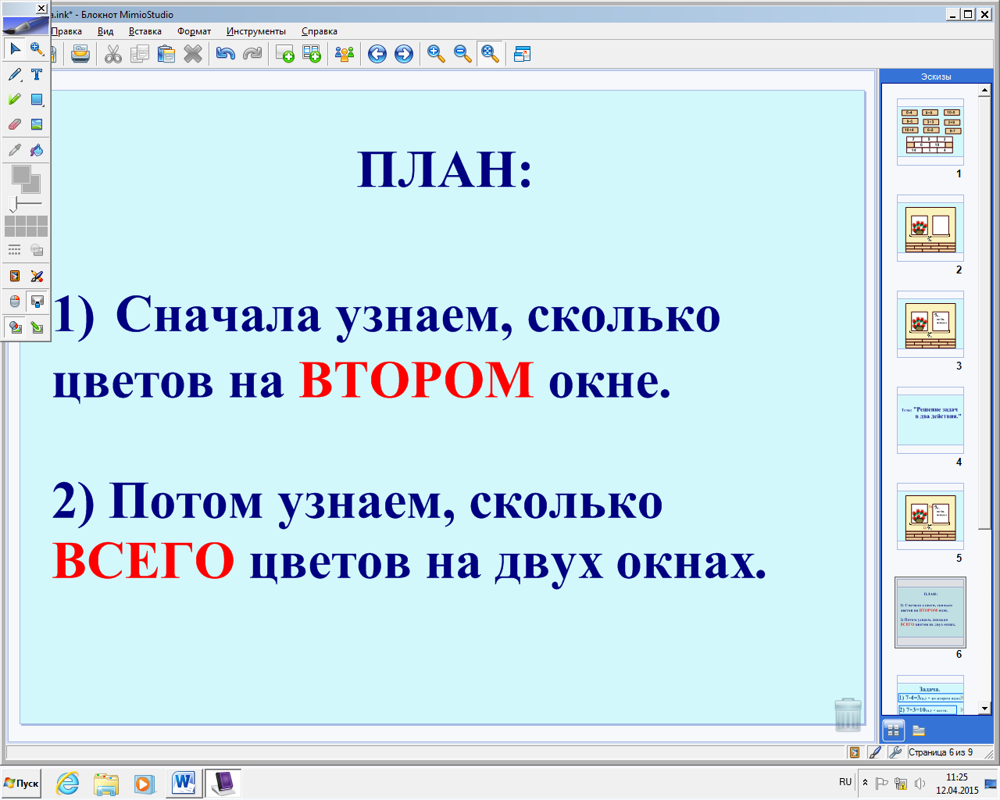 a.ink* - Блокнот MimioStudio
Правка Вид Вставка Формат Инструменты Справка
Эскизы
ПЛАН:
1) Сначала узнаем, сколько
цветов на ВТОРОМ окне.
2) Потом узнаем, сколько
ВСЕГО цветов на двух окнах.
1
2
3
Тема: "Решение задач
в два действия."
4
5
ПЛАН:
1) Сначала узнаем, сколько
цветов на ВТОРОМ окне.
2) Потом узнаем, сколько
ВСЕГО цветов на двух окнах.
6
Задача.
1) 7-4=3(ц.) - на втором окне
2) 7+3=10(ц.) - всего.
Страница 6 из 9
Пуск
RU
11:25
12.04.2015